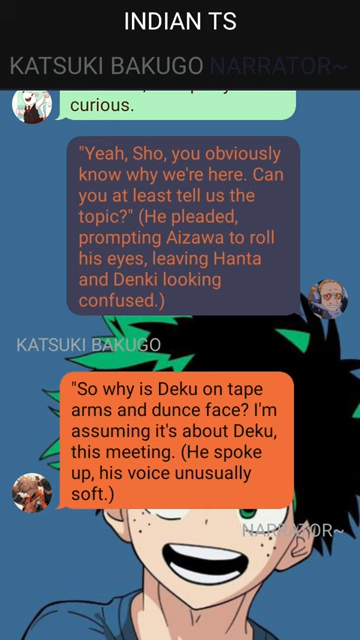 INDIAN TS
KATSUKI BAKUGO NARRATOR~
curious.
"Yeah, Sho, you obviously
know why we're here. Can
you at least tell us the
topic?" (He pleaded,
prompting Aizawa to roll
his eyes, leaving Hanta
and Denki looking
confused.)
KATSUKI BAKUGO
"So why is Deku on tape
arms and dunce face? I'm
assuming it's about Deku,
this meeting. (He spoke
up, his voice unusually
soft.)
NARRATOR~